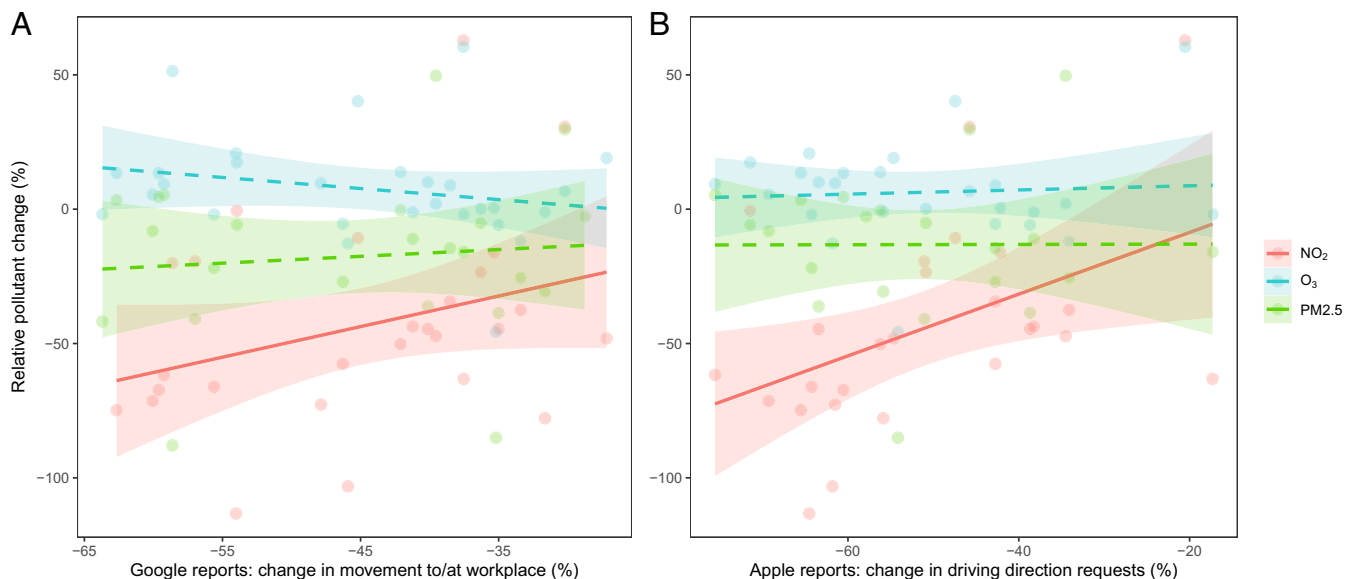 A
B
Relative pollutant change (%)
50
0
−50
−100
−65
−55
−45
−35
Google reports: change in movement to/at workplace (%)
50
0
−50
−100
−60
−40
−20
Apple reports: change in driving direction requests (%)
NO₂
O₃
PM2.5